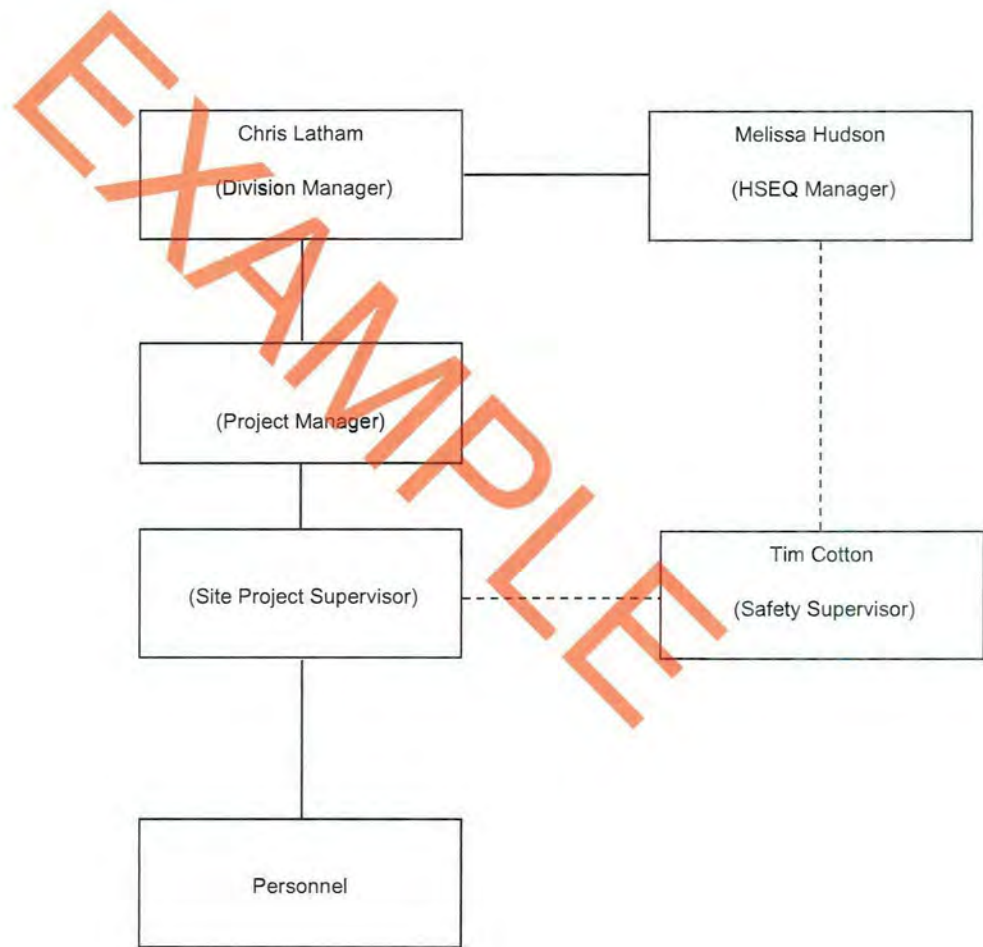 Chris Latham
(Division Manager)
Melissa Hudson
(HSEQ Manager)
(Project Manager)
(Site Project Supervisor)
Tim Cotton
(Safety Supervisor)
Personnel
EXAMPLE